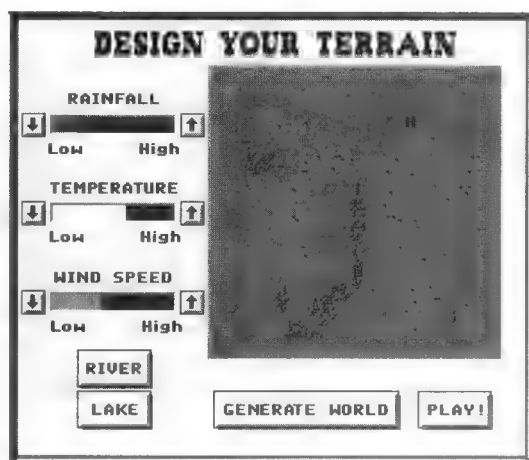 DESIGN YOUR TERRAIN
RAINFALL
Low High
TEMPERATURE
Low High
WIND SPEED
Low High
RIVER
LAKE
GENERATE WORLD
PLAY!